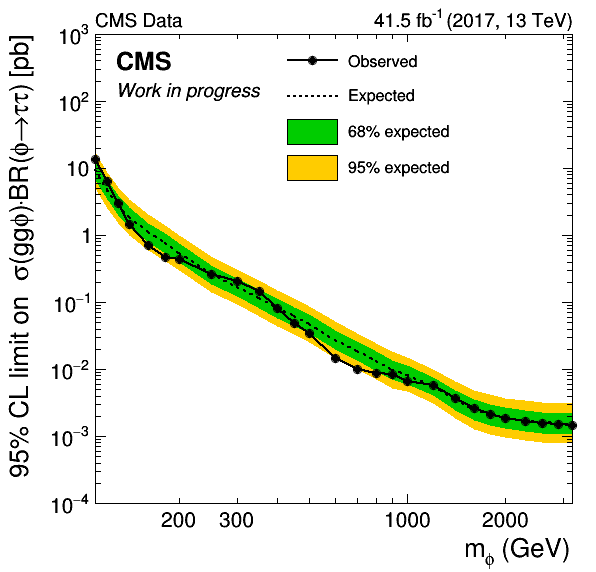 CMS Data 41.5 fb⁻¹ (2017, 13 TeV)
CMS
Work in progress
Observed
Expected
68% expected
95% expected
95% CL limit on σ(ggϕ)·BR(ϕ→ττ) [pb]
10³
10²
10
1
10⁻¹
10⁻²
10⁻³
10⁻⁴
200 300 1000 2000
m_ϕ (GeV)